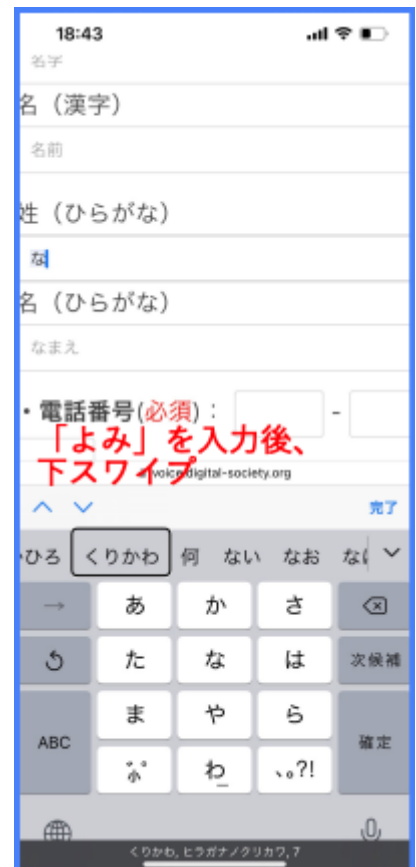 18:43
名字
名（漢字）
名前
姓（ひらがな）
な
名（ひらがな）
なまえ
・電話番号(必須)： -
「よみ」を入力後、
下スワイプ
voice.digital-society.org
完了
ひろ くりかわ 何 ない なお
→ あ か さ
た な は 次候補
ABC ま や ら 確定
小 わ 、。?!
くりかわ, ヒラガナノクリカワ, 7